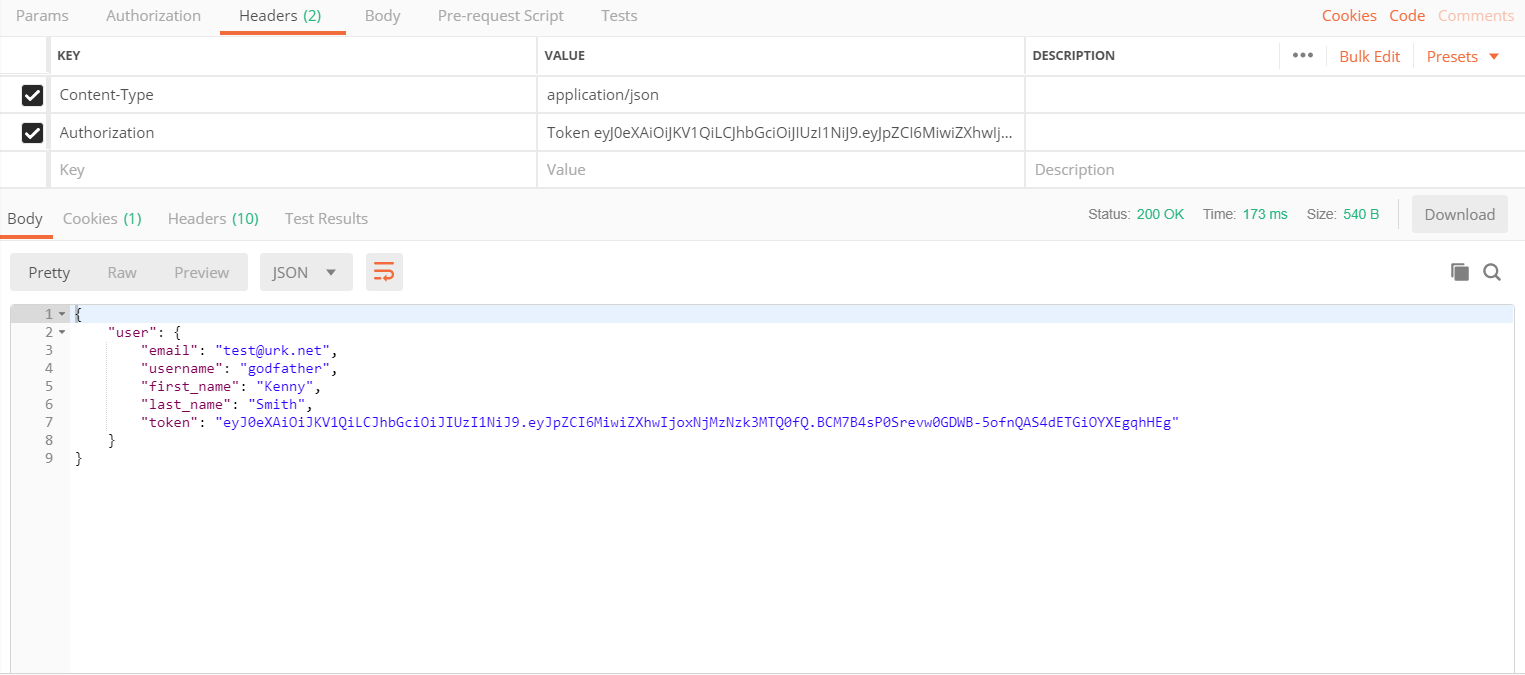 Params Authorization Headers (2) Body Pre-request Script Tests Cookies Code Comments
KEY VALUE DESCRIPTION ••• Bulk Edit Presets
Content-Type application/json
Authorization Token eyJ0eXAiOiJKV1QiLCJhbGciOiJIUzI1NiJ9.eyJpZCI6MiwiZXhwIj...
Key Value Description
Body Cookies (1) Headers (10) Test Results Status: 200 OK Time: 173 ms Size: 540 B Download
Pretty Raw Preview JSON
1 {
2 "user": {
3 "email": "test@urk.net",
4 "username": "godfather",
5 "first_name": "Kenny",
6 "last_name": "Smith",
7 "token": "eyJ0eXAiOiJKV1QiLCJhbGciOiJIUzI1NiJ9.eyJpZCI6MiwiZXhwIjoxNjMzNzk3MTQ0fQ.BCM7B4sP0Srevw0GDWB-5ofnQAS4dETGiOYXEgqhHEg"
8 }
9 }